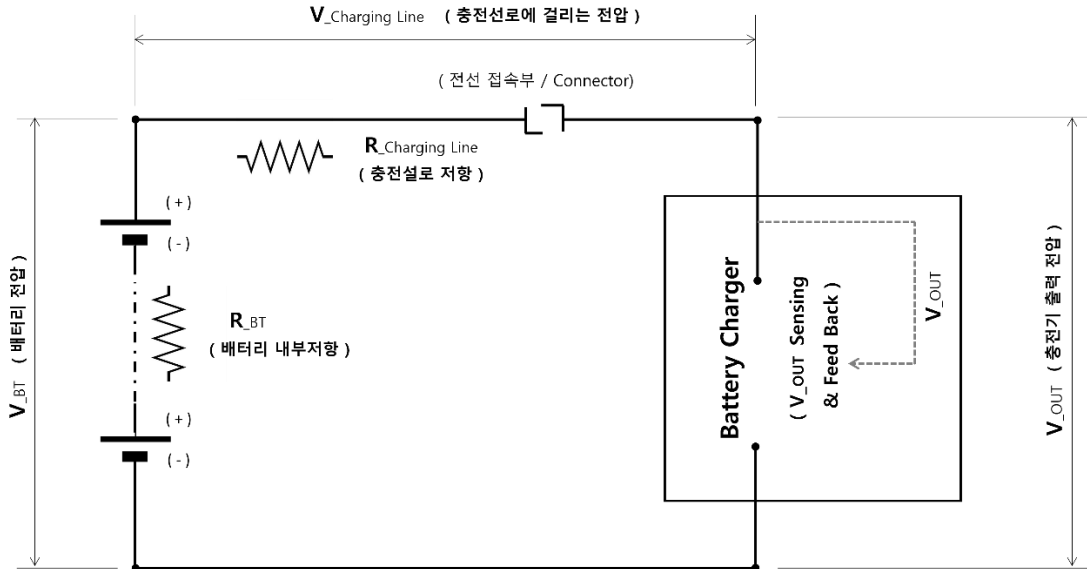 V_Charging Line ( 충전선로에 걸리는 전압 )
( 전선 접속부 / Connector)
R_Charging Line
( 충전설로 저항 )
( + )
( - )
R_BT
( 배터리 내부저항 )
( + )
( - )
V_BT ( 배터리 전압 )
Battery Charger
( V_OUT Sensing
& Feed Back )
V_OUT
V_OUT ( 충전기 출력 전압 )